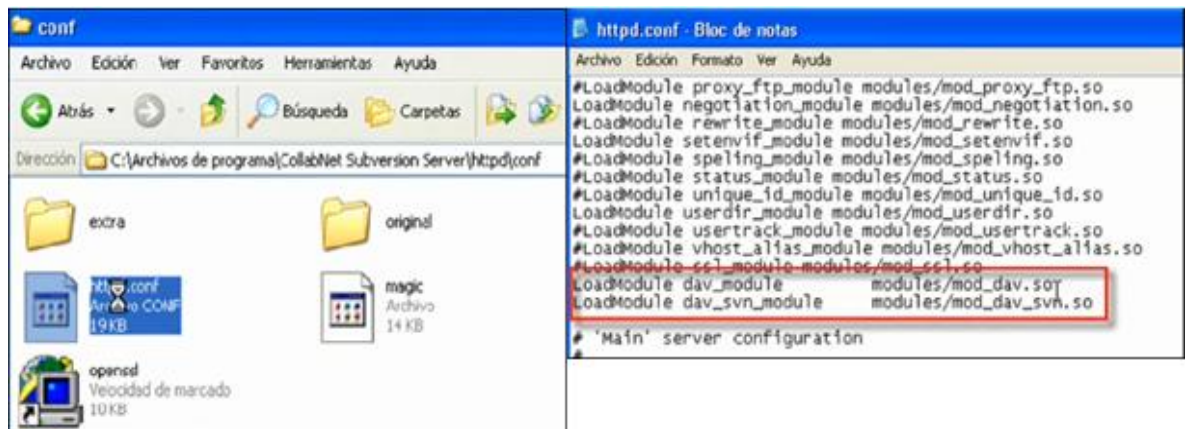 conf
Archivo Edición Ver Favoritos Herramientas Ayuda
Atrás Búsqueda Carpetas
Dirección C:\Archivos de programa\CollabNet Subversion Server\httpd\conf
extra
original
httpd.conf
Archivo CONF
19 KB
magic
Archivo
14 KB
openssl
Velocidad de marcado
10 KB
httpd.conf - Bloc de notas
Archivo Edición Formato Ver Ayuda
#LoadModule proxy_ftp_module modules/mod_proxy_ftp.so
LoadModule negotiation_module modules/mod_negotiation.so
#LoadModule rewrite_module modules/mod_rewrite.so
LoadModule setenvif_module modules/mod_setenvif.so
#LoadModule speling_module modules/mod_speling.so
#LoadModule status_module modules/mod_status.so
#LoadModule unique_id_module modules/mod_unique_id.so
LoadModule userdir_module modules/mod_userdir.so
#LoadModule usertrack_module modules/mod_usertrack.so
#LoadModule vhost_alias_module modules/mod_vhost_alias.so
#LoadModule ssl_module modules/mod_ssl.so
LoadModule dav_module modules/mod_dav.so
LoadModule dav_svn_module modules/mod_dav_svn.so
# 'Main' server configuration
#